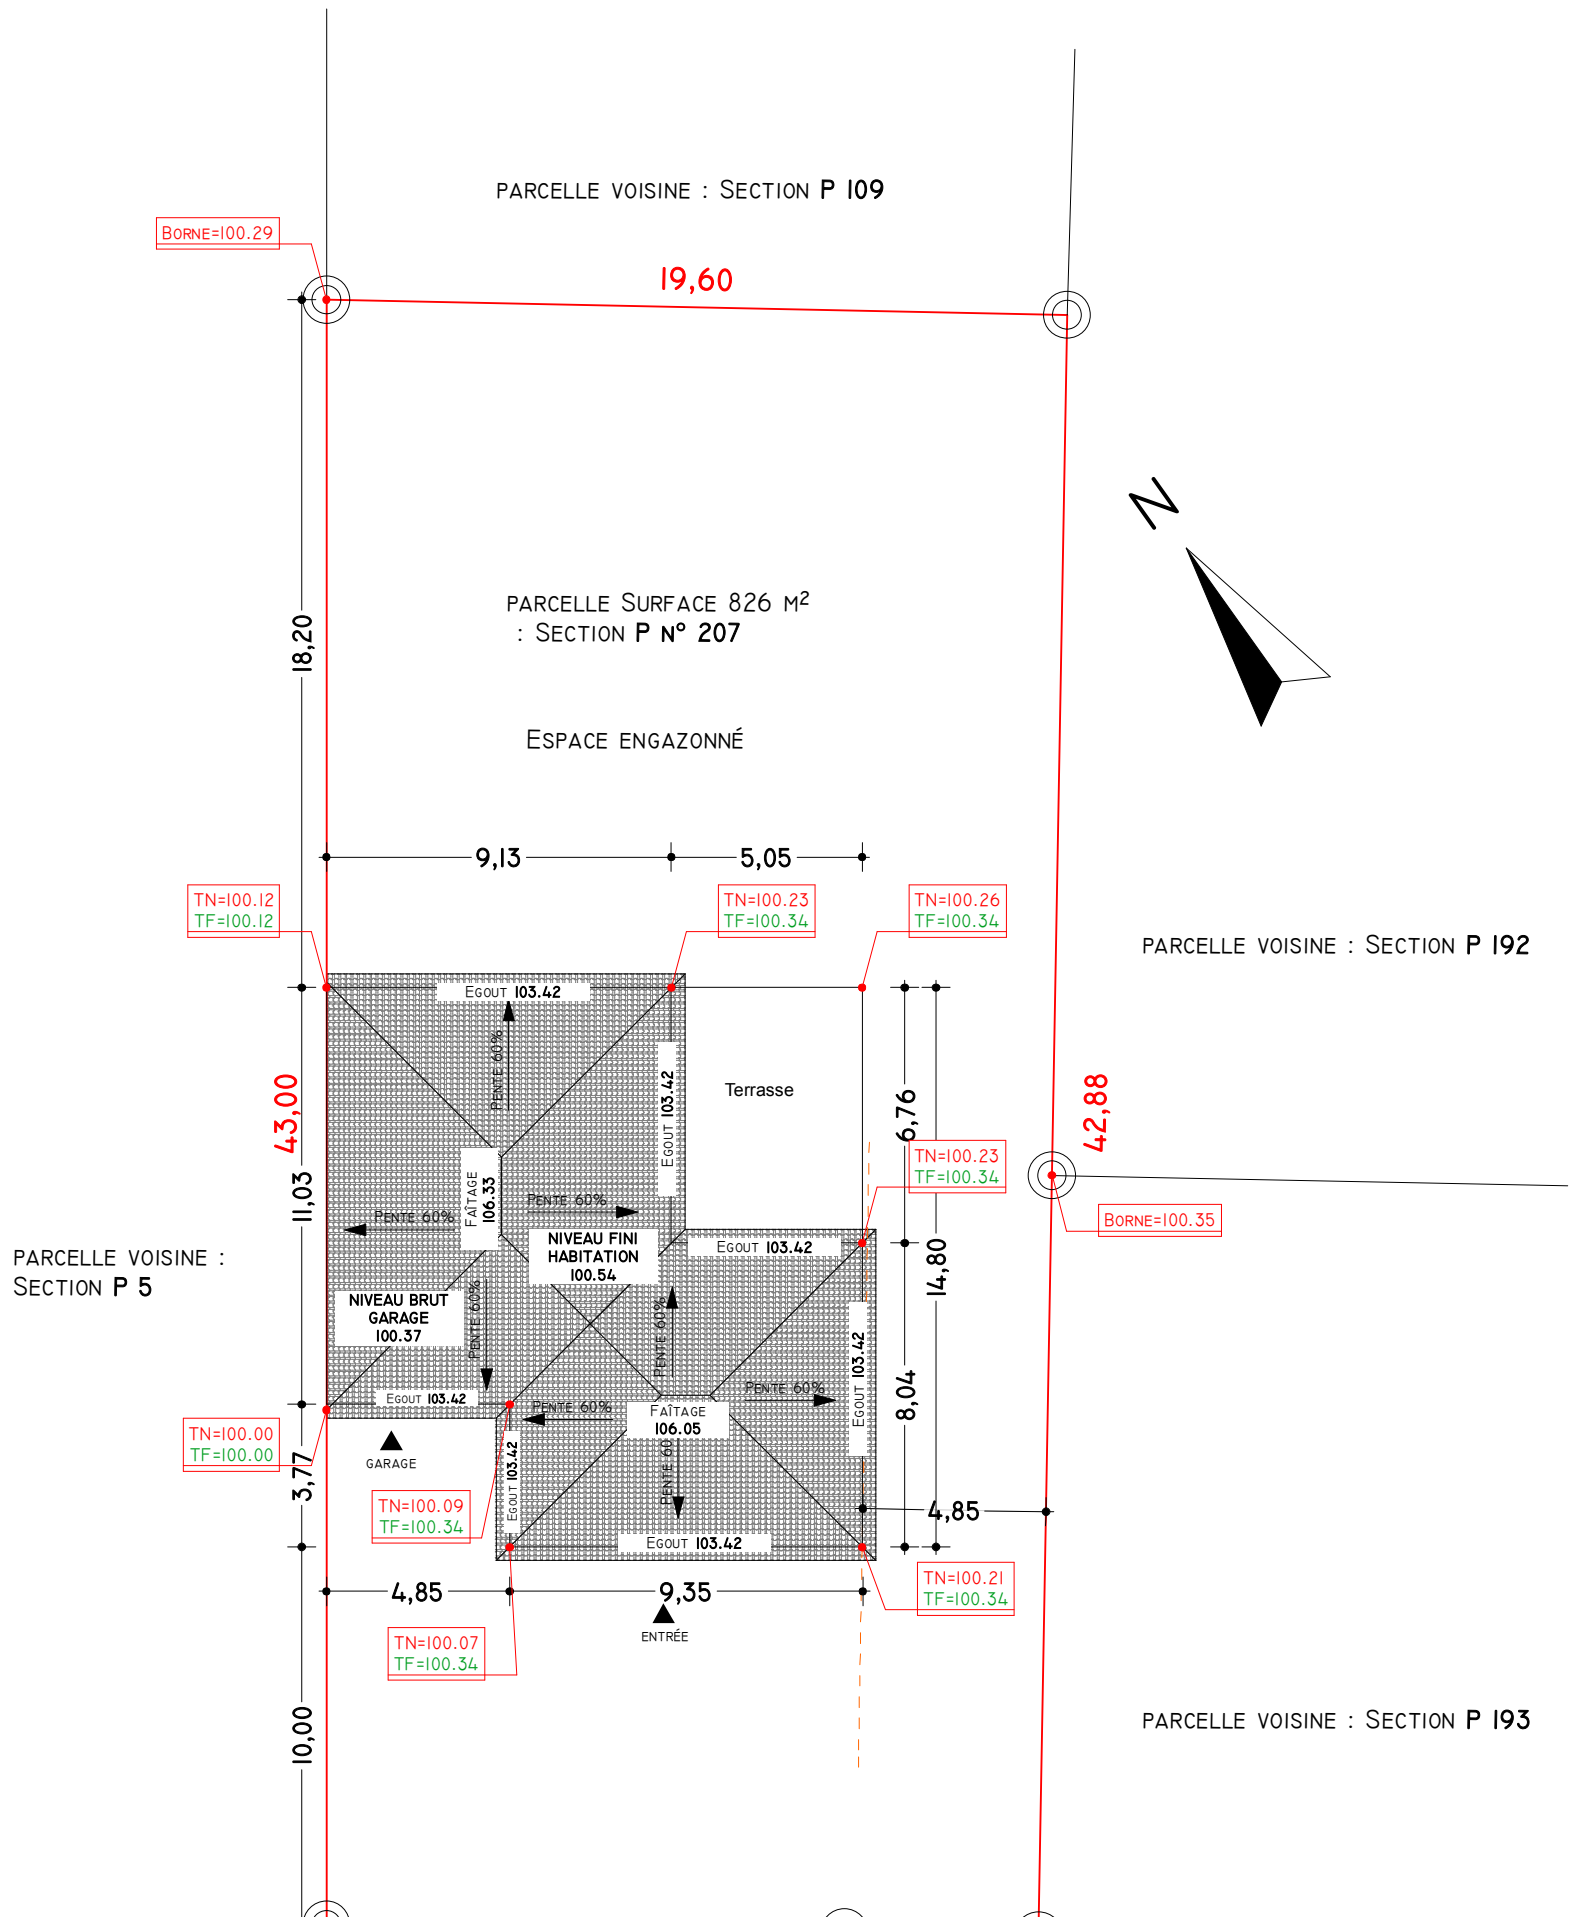 PARCELLE VOISINE : SECTION P 109
BORNE=100.29
19,60
N
18,20
PARCELLE SURFACE 826 M²
: SECTION P N° 207
ESPACE ENGAZONNÉ
9,13
5,05
TN=100.12
TF=100.12
TN=100.23
TF=100.34
TN=100.26
TF=100.34
PARCELLE VOISINE : SECTION P 192
EGOUT 103.42
PENTE 60%
EGOUT 103.42
Terrasse
43,00
6,76
42,88
TN=100.23
TF=100.34
11,03
FAÎTAGE
106.33
PENTE 60%
PENTE 60%
BORNE=100.35
NIVEAU FINI
HABITATION
100.54
EGOUT 103.42
14,80
PARCELLE VOISINE :
SECTION P 5
NIVEAU BRUT
GARAGE
100.37
PENTE 60%
PENTE 60%
EGOUT 103.42
8,04
EGOUT 103.42
PENTE 60%
PENTE 60%
FAÎTAGE
106.05
TN=100.00
TF=100.00
3,77
GARAGE
EGOUT 103.42
PENTE 60
TN=100.09
TF=100.34
4,85
EGOUT 103.42
TN=100.21
TF=100.34
4,85
9,35
ENTRÉE
TN=100.07
TF=100.34
10,00
PARCELLE VOISINE : SECTION P 193